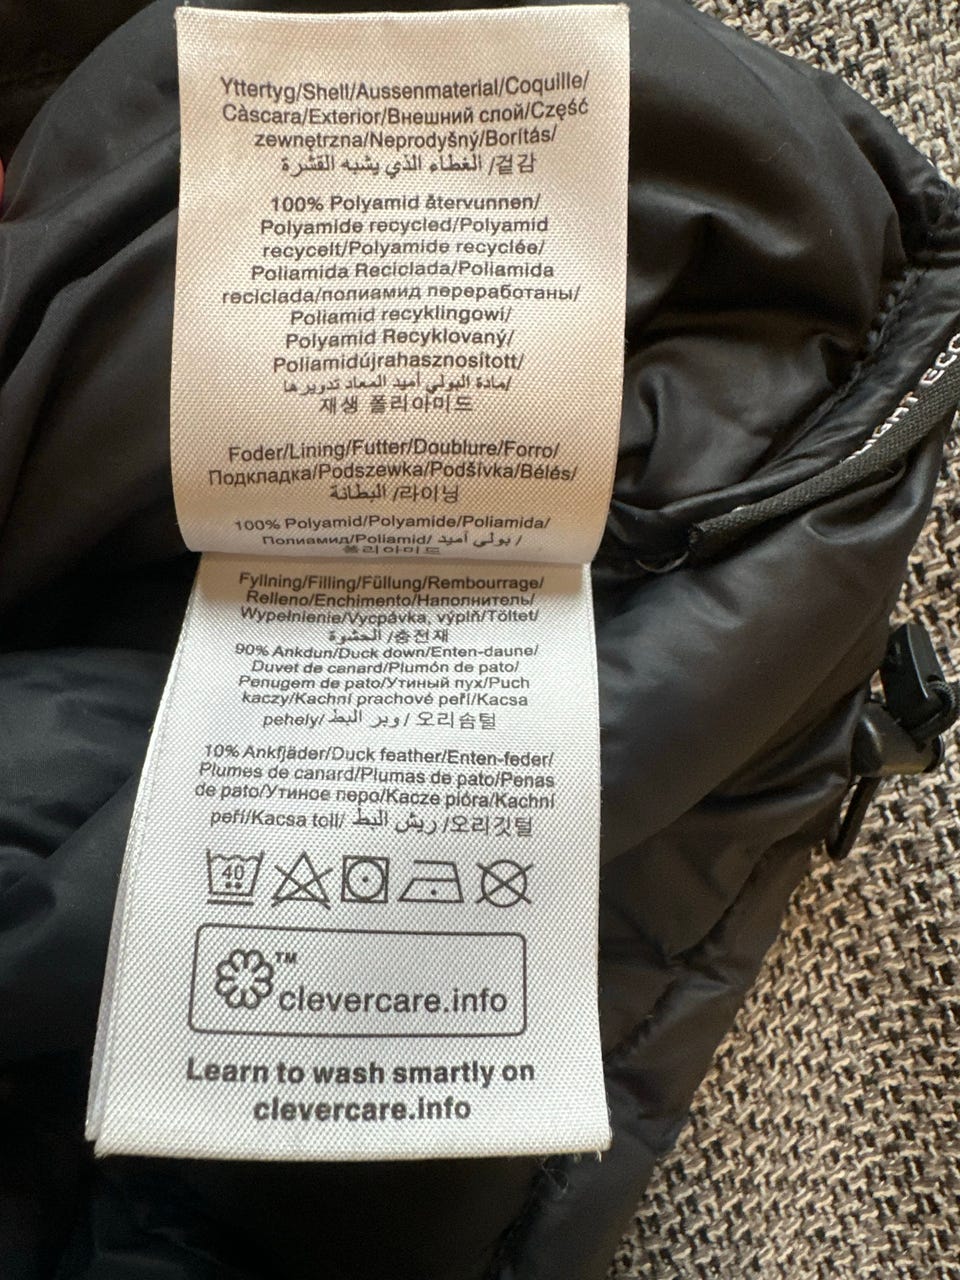 Yttertyg/Shell/Aussenmaterial/Coquille/
Càscara/Exterior/Внешний слой/Część
zewnętrzna/Neprodyšný/Borítás/
الغطاء الذي يشبه القشرة /겉감
100% Polyamid återvunnen/
Polyamide recycled/Polyamid
recycelt/Polyamide recyclée/
Poliamida Reciclada/Poliamida
reciclada/полиамид переработаны/
Poliamid recyklingowi/
Polyamid Recyklovaný/
Poliamidújrahasznosított/
مادة البولي أميد المعاد تدويرها/
재생 폴리아미드
Foder/Lining/Futter/Doublure/Forro/
Подкладка/Podszewka/Podšívka/Bélés/
البطانة /라이닝
100% Polyamid/Polyamide/Poliamida/
Полиамид/Poliamid/ بولي أميد /
폴리아미드
Fyllning/Filling/Füllung/Rembourrage/
Relleno/Enchimento/Наполнитель/
Wypełnienie/Vycpávka, výplň/Töltet/
الحشوة /충전재
90% Ankdun/Duck down/Enten-daune/
Duvet de canard/Plumón de pato/
Penugem de pato/Утиный пух/Puch
kaczy/Kachní prachové peří/Kacsa
pehely/ وبر البط / 오리솜털
10% Ankfjäder/Duck feather/Enten-feder/
Plumes de canard/Plumas de pato/Penas
de pato/Утиное перо/Kacze pióra/Kachní
peří/Kacsa toll/ ريش البط /오리깃털
40
TM
clevercare.info
Learn to wash smartly on
clevercare.info